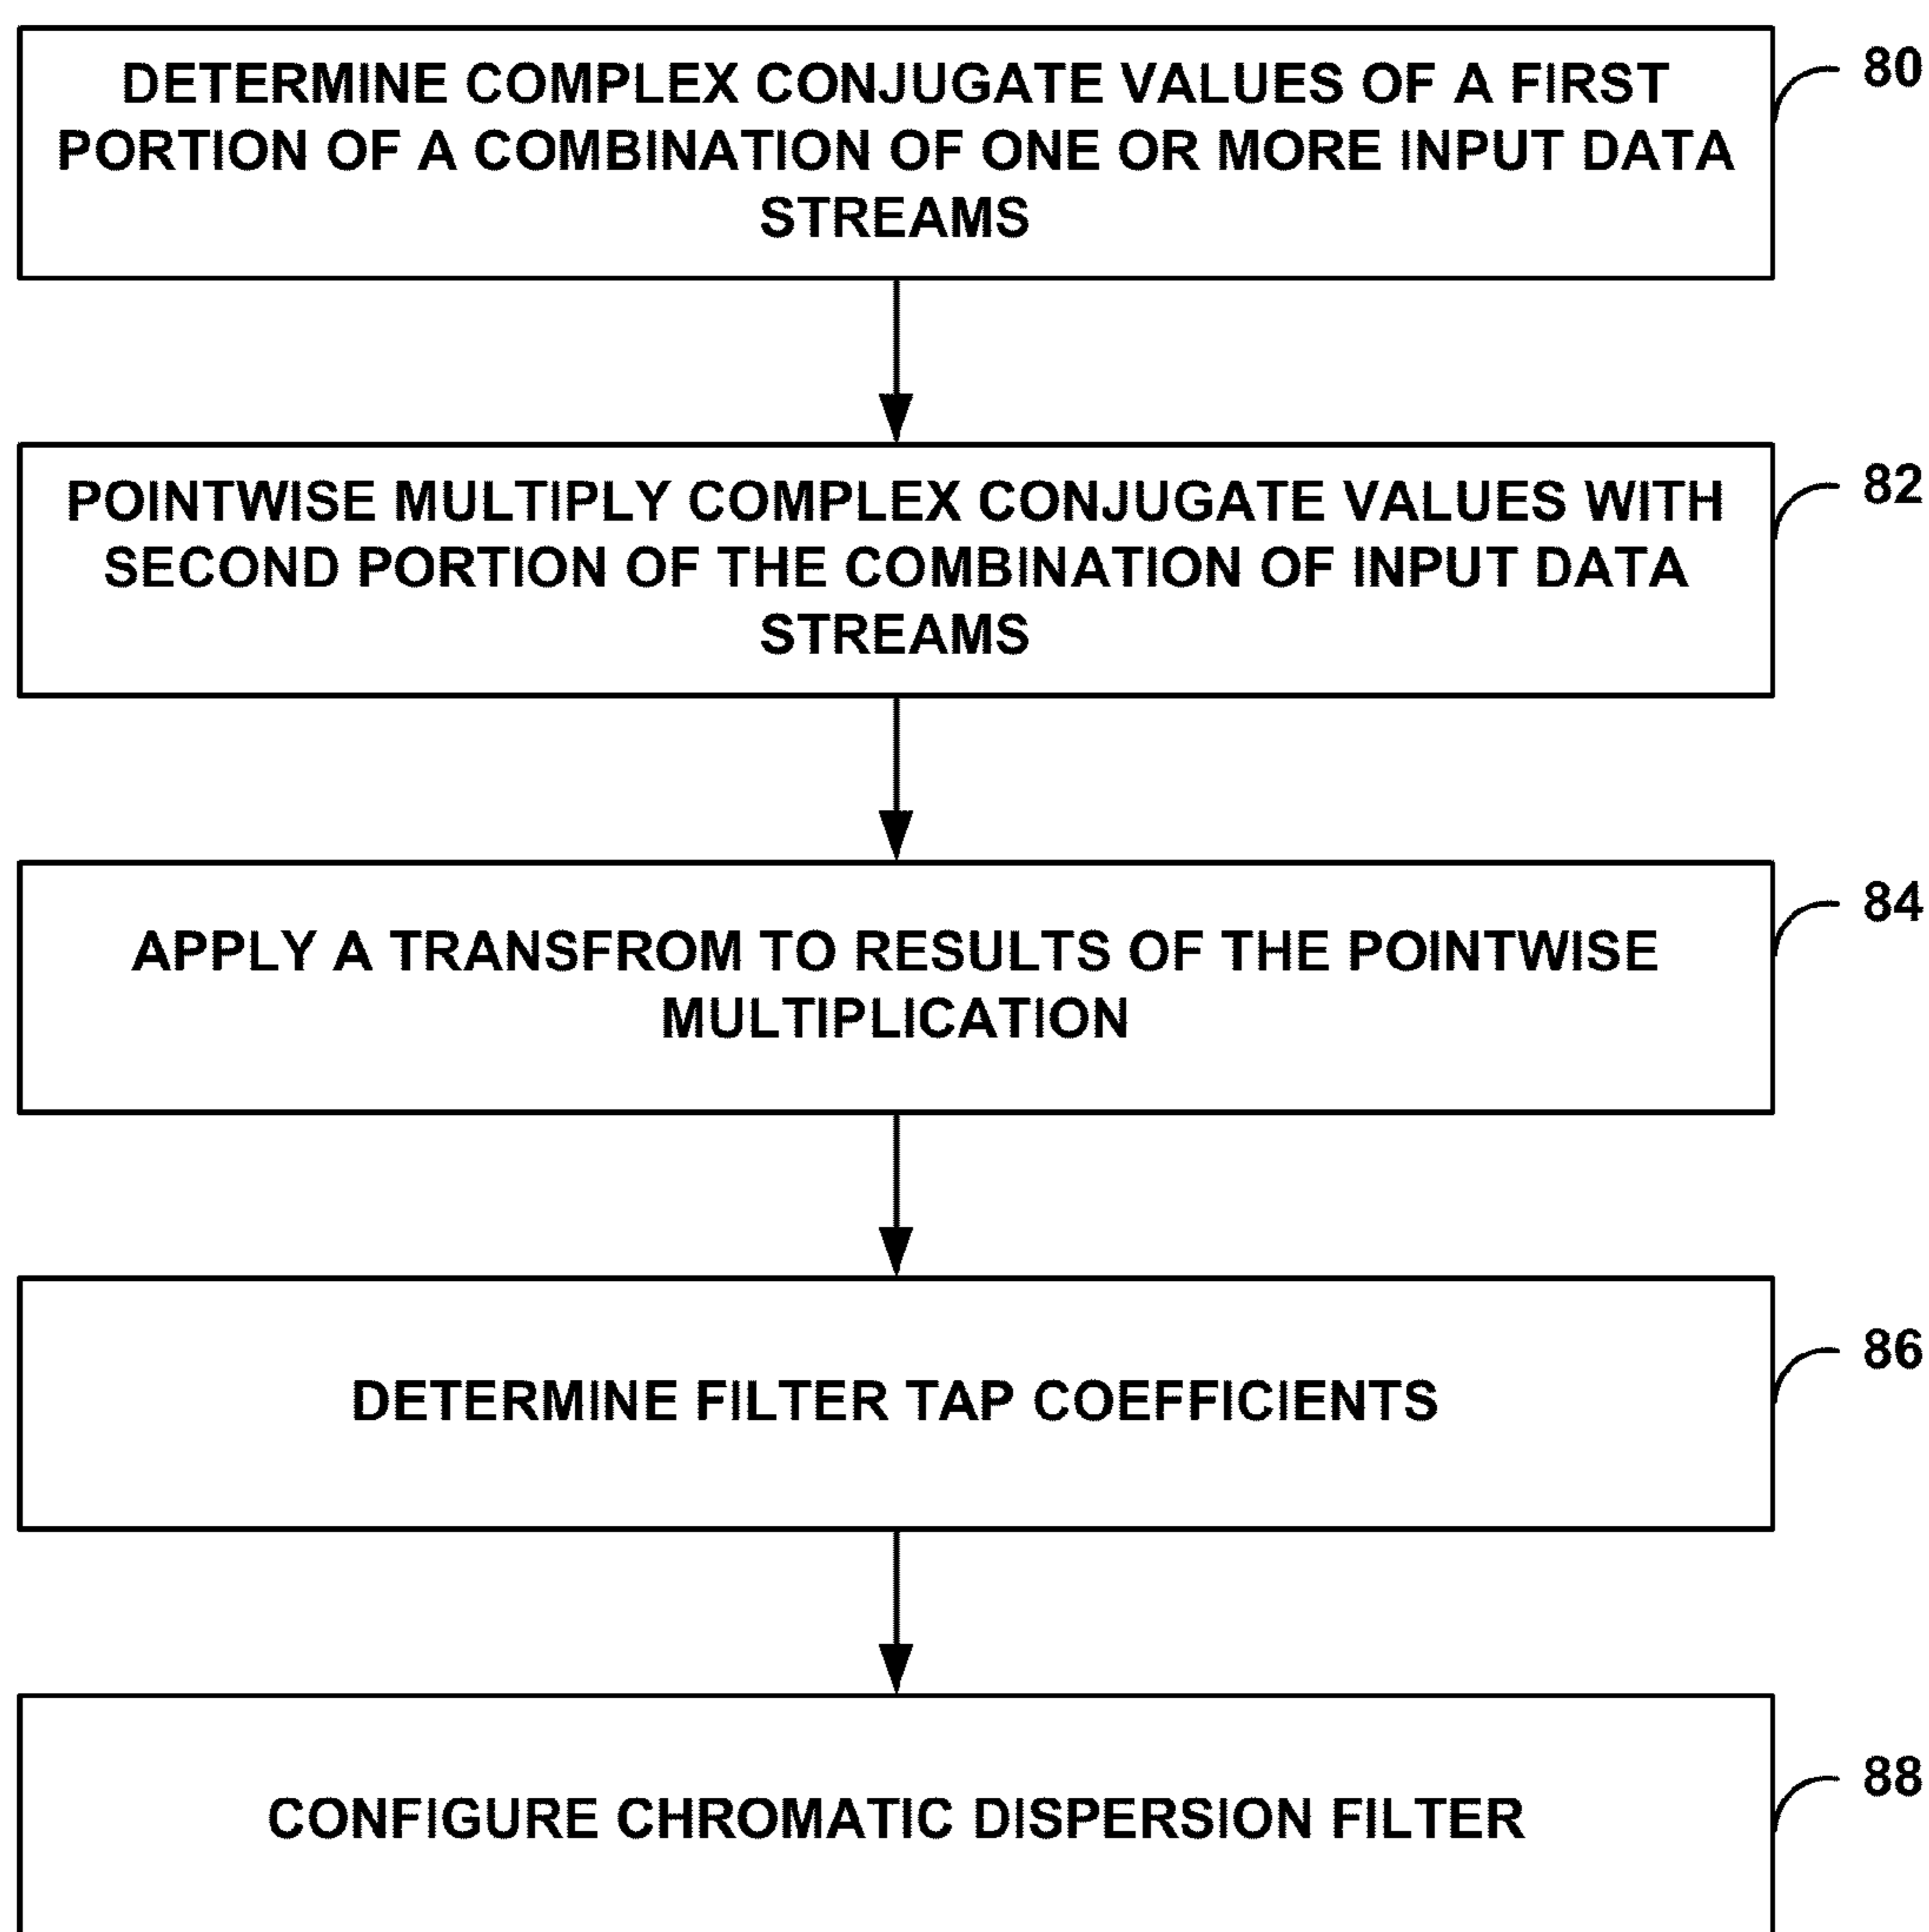 DETERMINE COMPLEX CONJUGATE VALUES OF A FIRST
PORTION OF A COMBINATION OF ONE OR MORE INPUT DATA
STREAMS
80
POINTWISE MULTIPLY COMPLEX CONJUGATE VALUES WITH
SECOND PORTION OF THE COMBINATION OF INPUT DATA
STREAMS
82
APPLY A TRANSFROM TO RESULTS OF THE POINTWISE
MULTIPLICATION
84
DETERMINE FILTER TAP COEFFICIENTS
86
CONFIGURE CHROMATIC DISPERSION FILTER
88